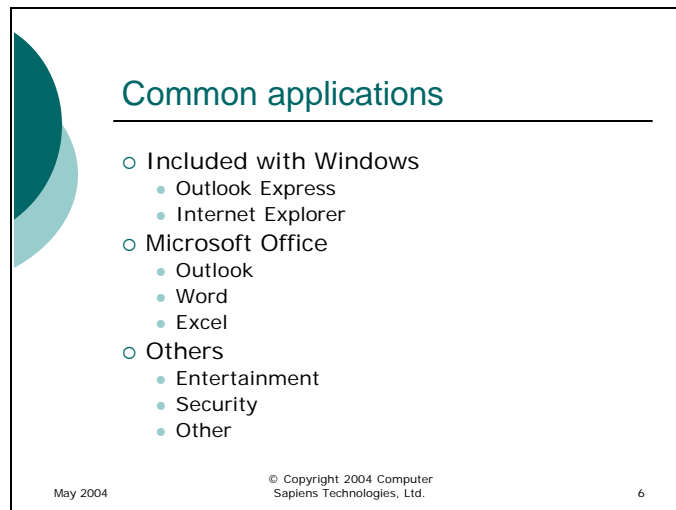 Common applications
Included with Windows
Outlook Express
Internet Explorer
Microsoft Office
Outlook
Word
Excel
Others
Entertainment
Security
Other
May 2004
© Copyright 2004 Computer
Sapiens Technologies, Ltd.
6